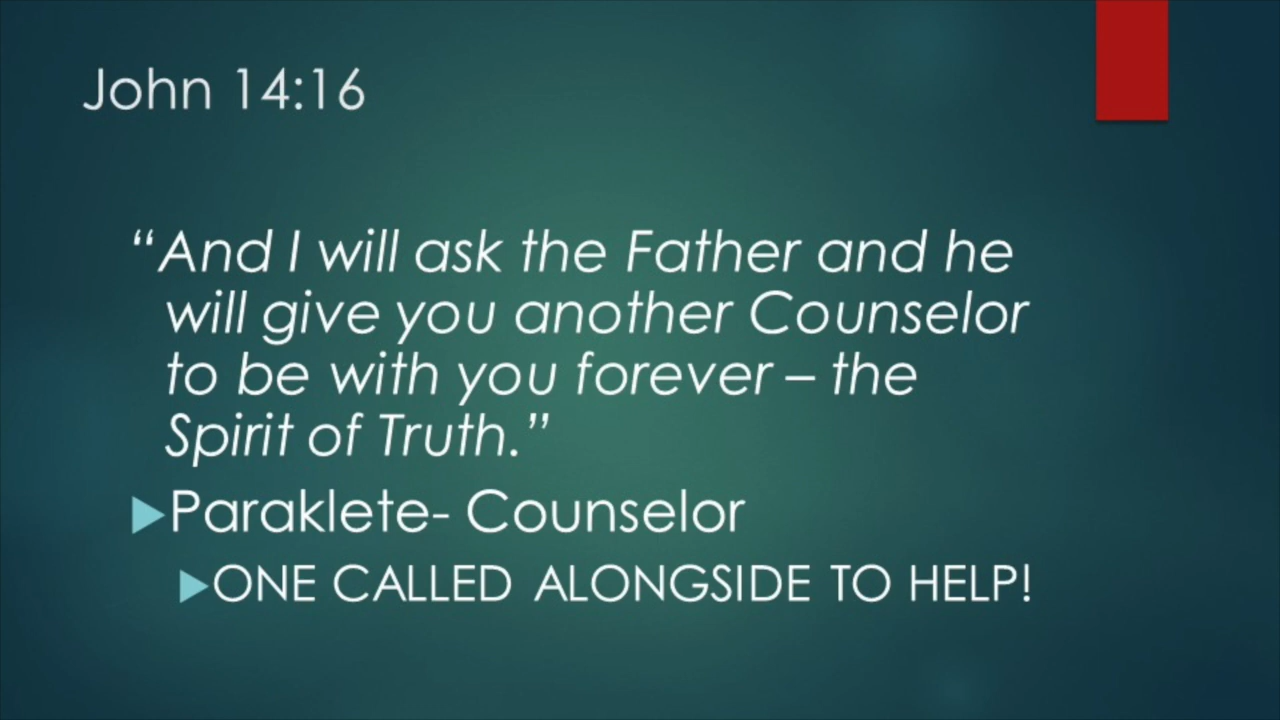 John 14:16
“And I will ask the Father and he
will give you another Counselor
to be with you forever – the
Spirit of Truth.”
Paraklete- Counselor
ONE CALLED ALONGSIDE TO HELP!